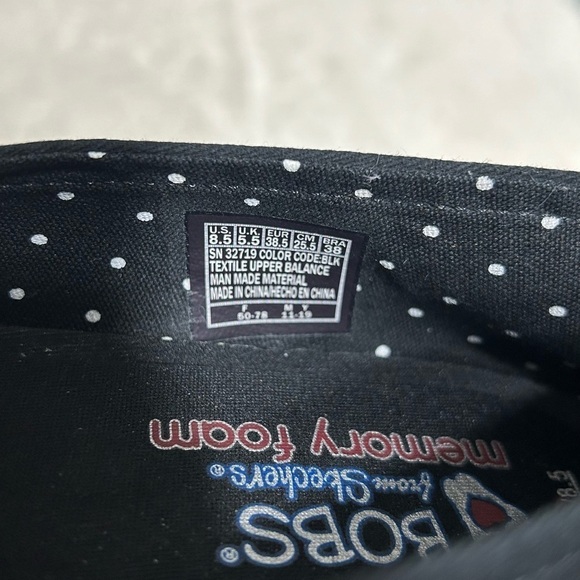 U.S. U.K. EUR CM BRA
8.5 5.5 38.5 25.5 38
SN 32719 COLOR CODE:BLK
TEXTILE UPPER BALANCE
MAN MADE MATERIAL
MADE IN CHINA/HECHO EN CHINA
F M Y
50-78 11-19
BOBS®
from Skechers®
memory foam
8.5